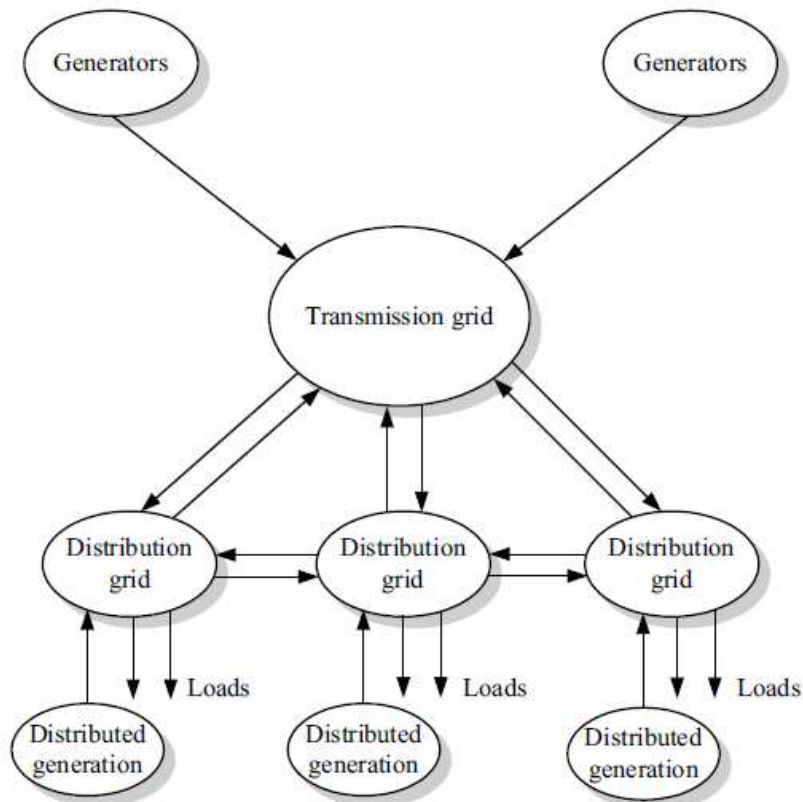 Generators
Generators
Transmission grid
Distribution
grid
Distribution
grid
Distribution
grid
Loads
Loads
Loads
Distributed
generation
Distributed
generation
Distributed
generation